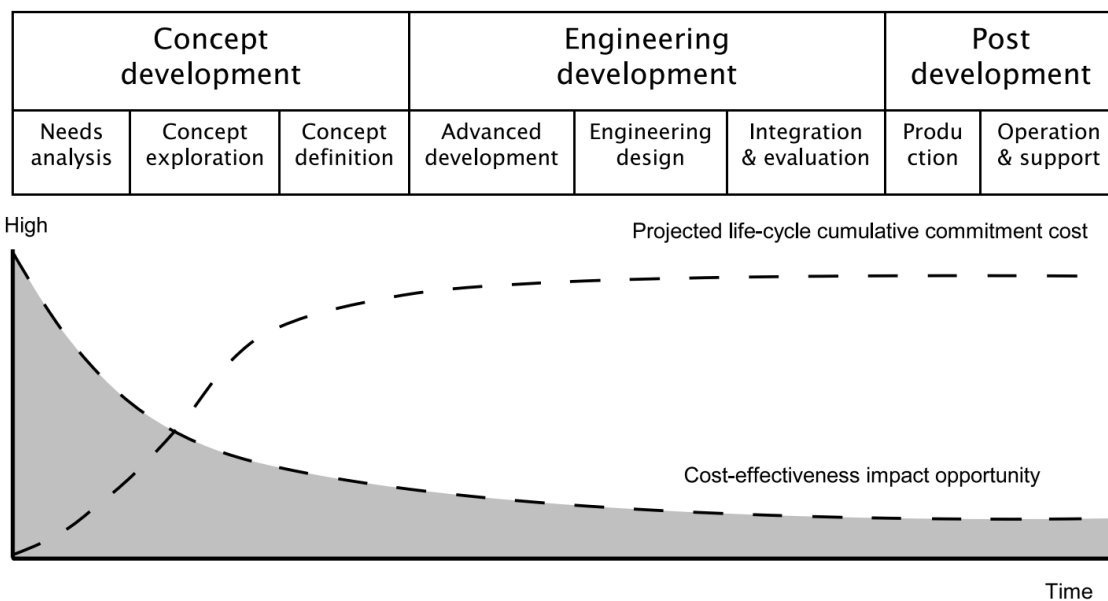 Concept
development
Engineering
development
Post
development
Needs
analysis
Concept
exploration
Concept
definition
Advanced
development
Engineering
design
Integration
& evaluation
Produ
ction
Operation
& support
High
Projected life-cycle cumulative commitment cost
Cost-effectiveness impact opportunity
Time